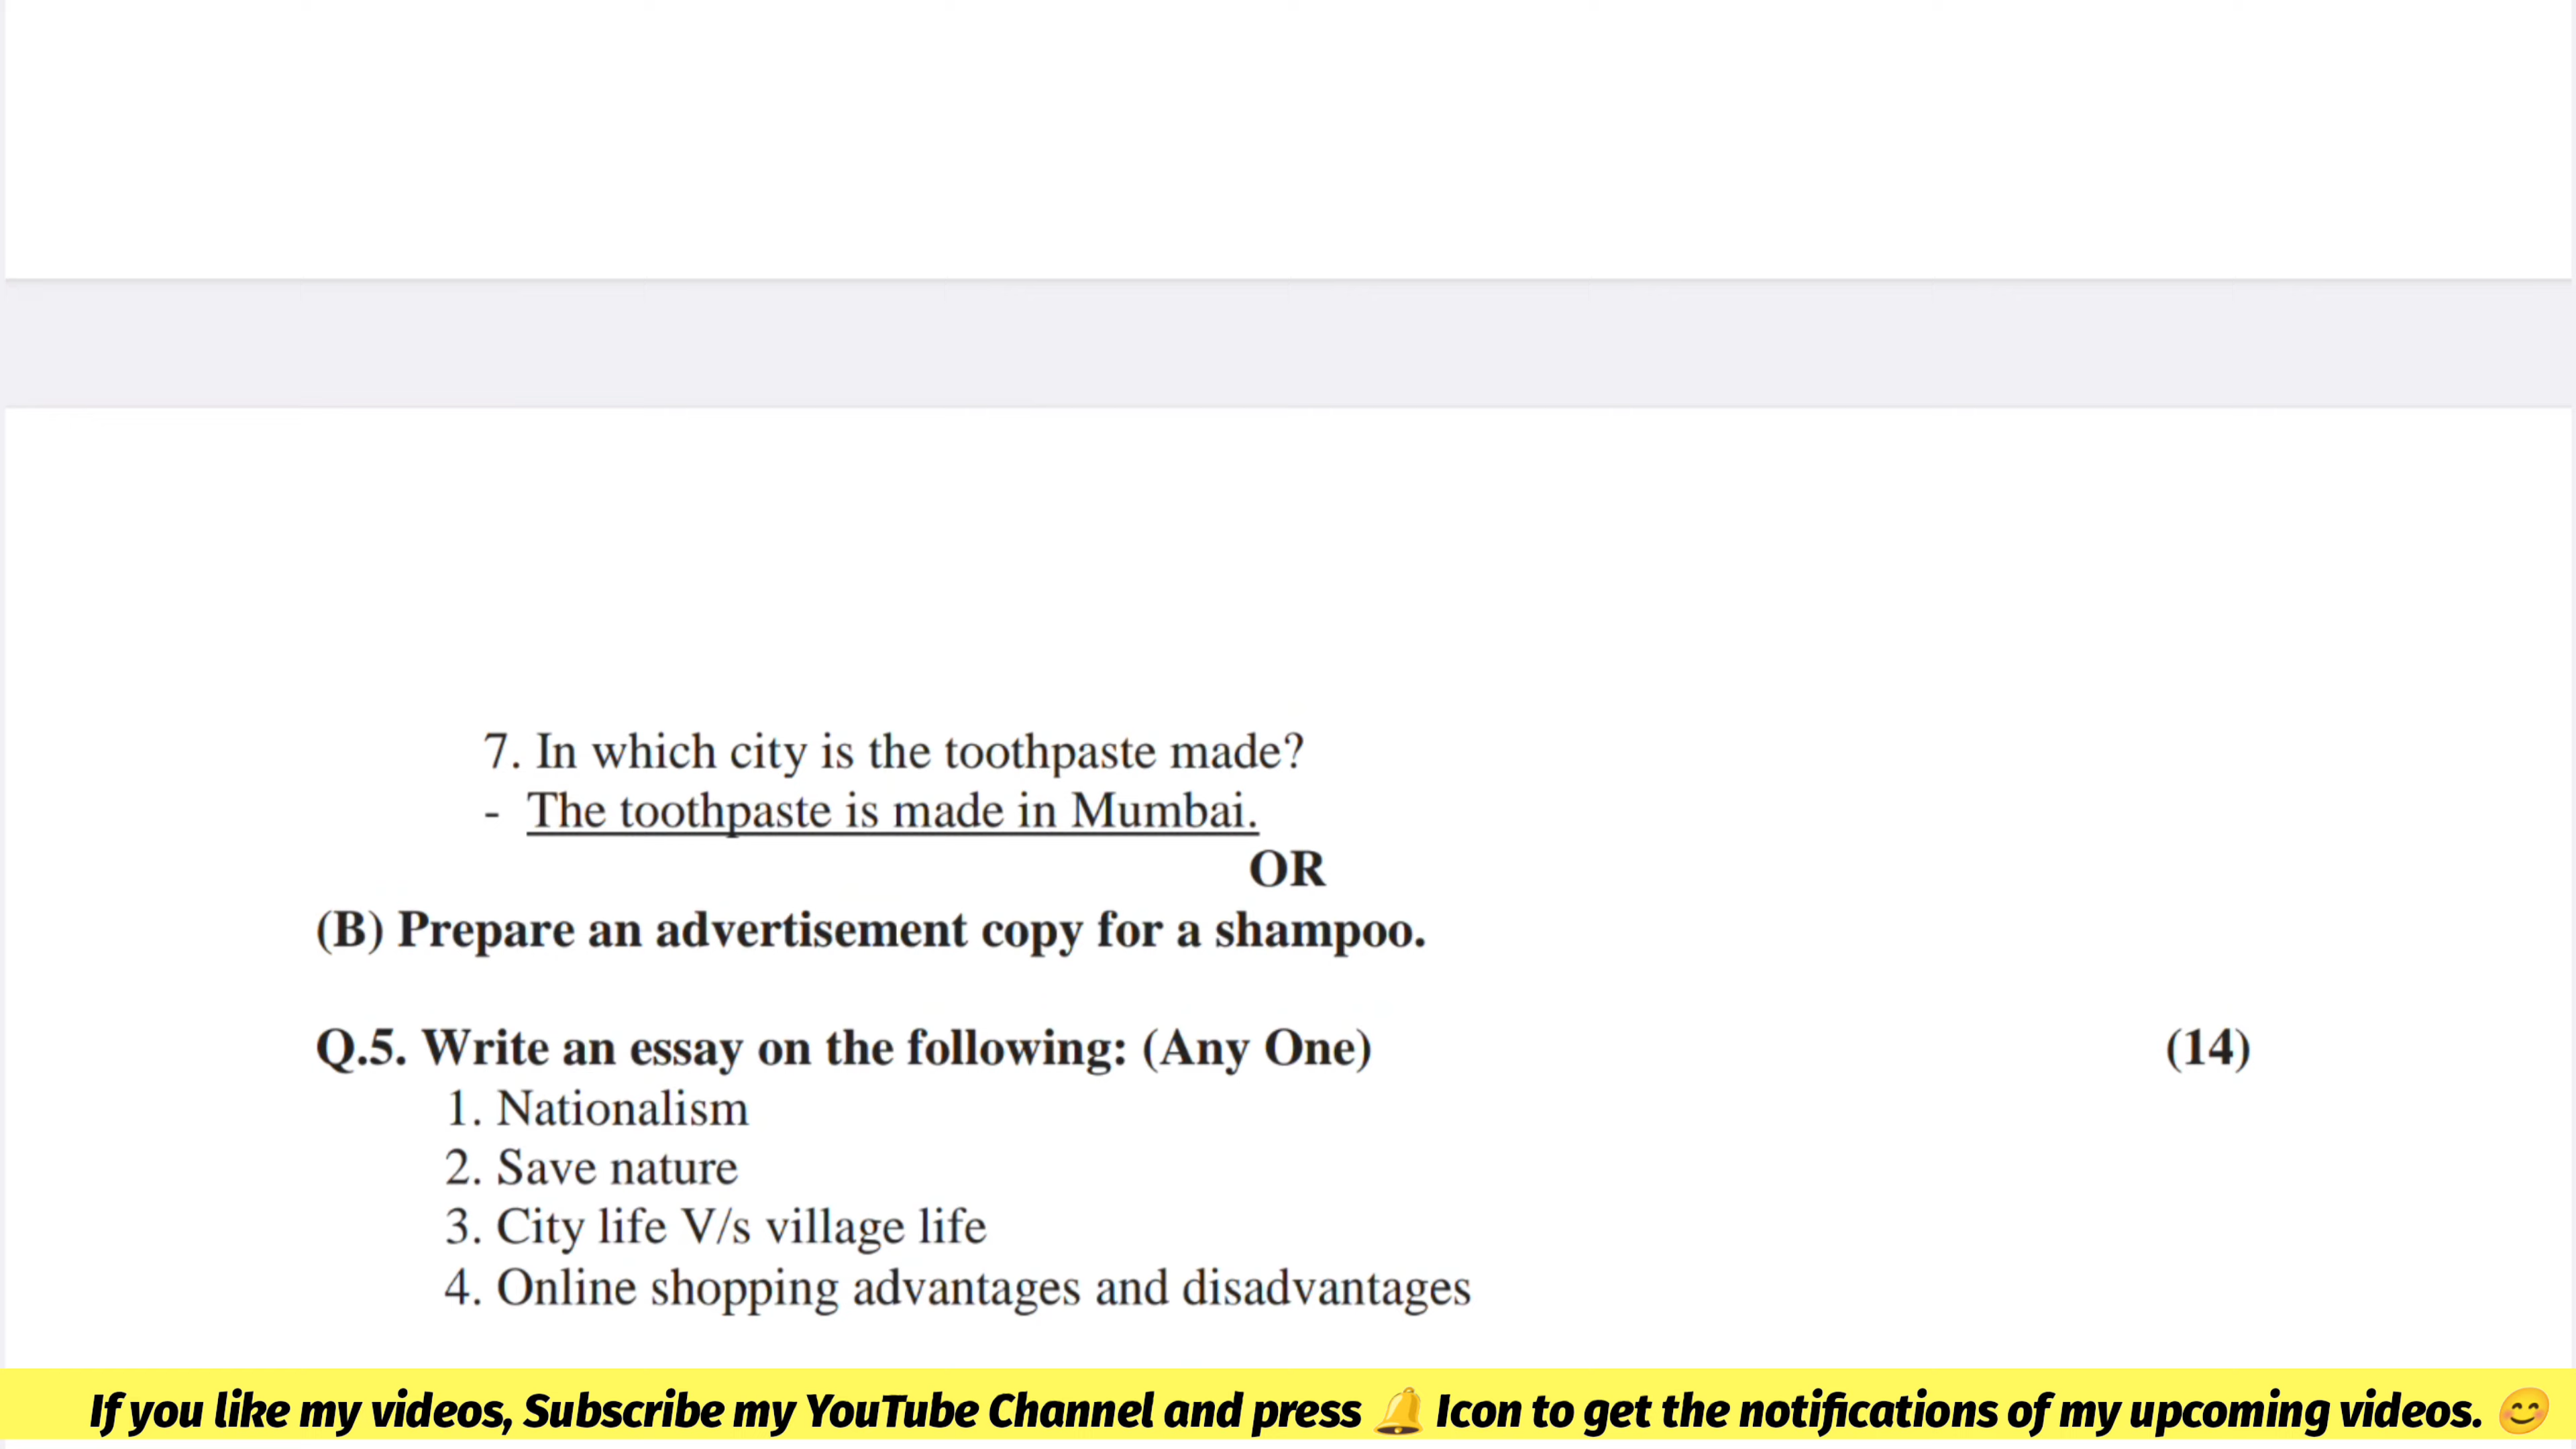 7. In which city is the toothpaste made?
- The toothpaste is made in Mumbai.
OR
(B) Prepare an advertisement copy for a shampoo.
Q.5. Write an essay on the following: (Any One) (14)
1. Nationalism
2. Save nature
3. City life V/s village life
4. Online shopping advantages and disadvantages
If you like my videos, Subscribe my YouTube Channel and press 🔔 Icon to get the notifications of my upcoming videos. 😊